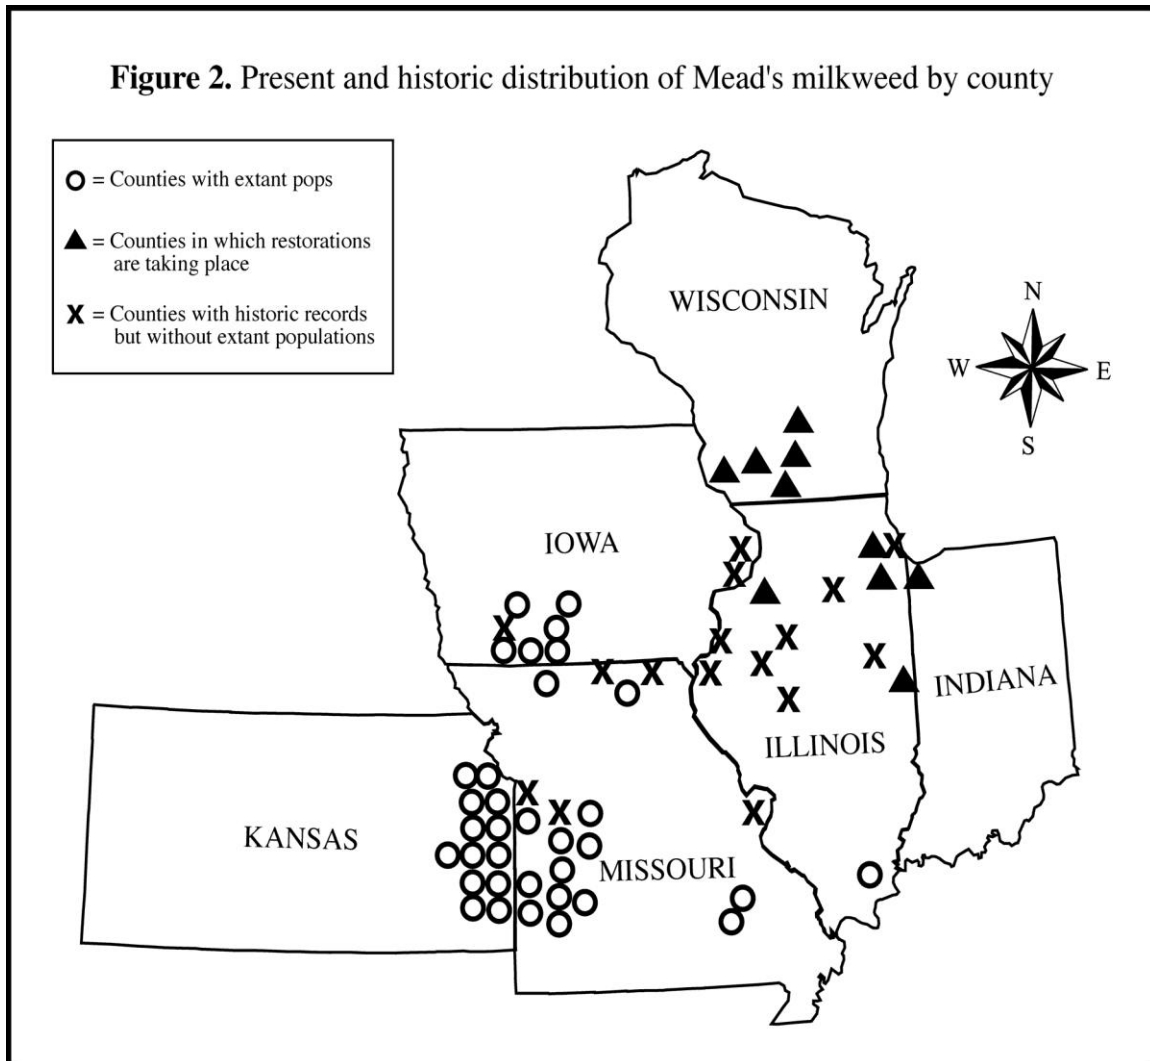 Figure 2. Present and historic distribution of Mead's milkweed by county
= Counties with extant pops
= Counties in which restorations
are taking place
X = Counties with historic records
but without extant populations
WISCONSIN
N
W E
S
IOWA
INDIANA
ILLINOIS
KANSAS
MISSOURI